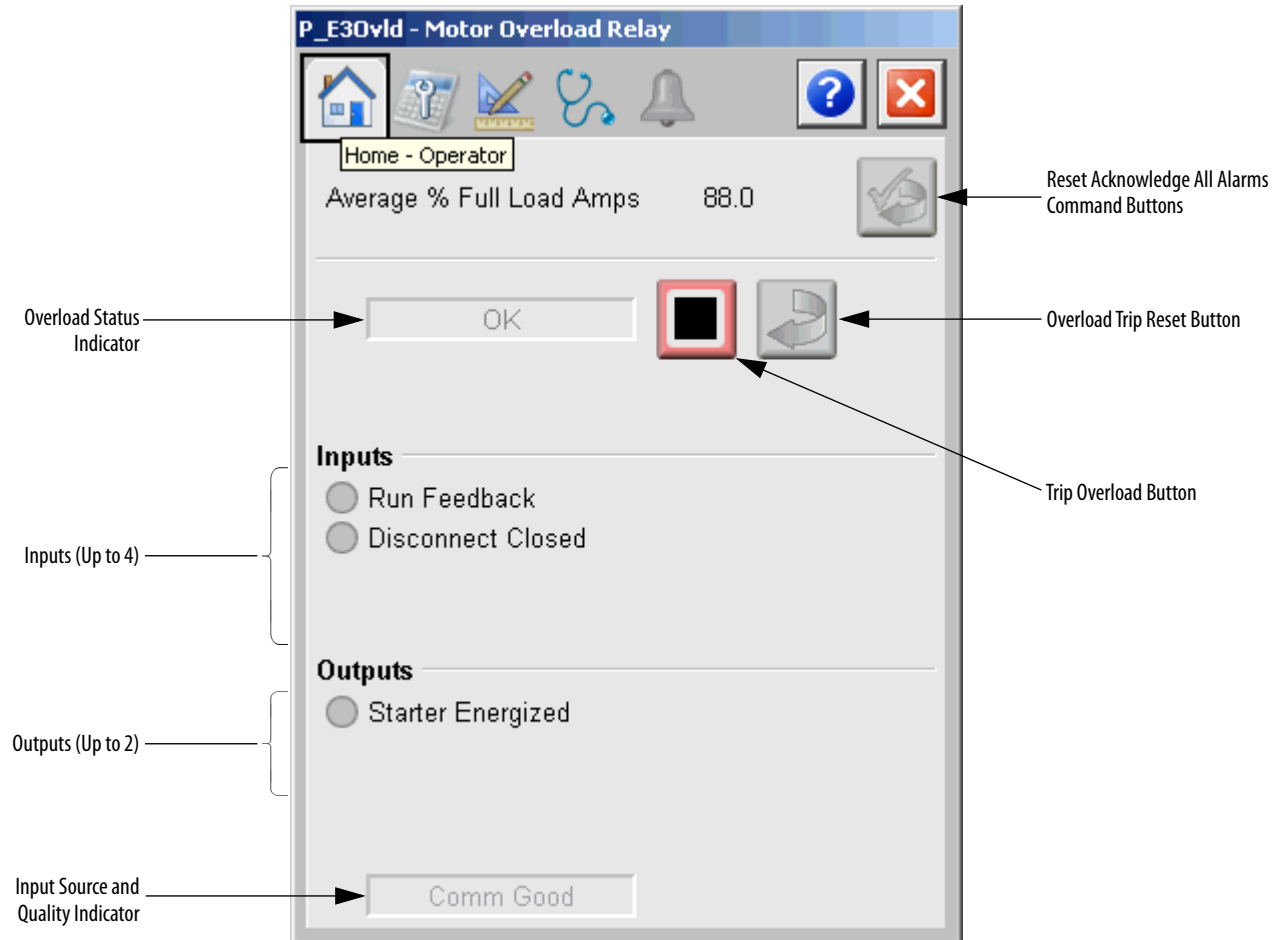 P_E3Ovld - Motor Overload Relay
?
Home - Operator
Average % Full Load Amps 88.0
Reset Acknowledge All Alarms
Command Buttons
Overload Status
Indicator
OK
Overload Trip Reset Button
Trip Overload Button
Inputs
Run Feedback
Disconnect Closed
Inputs (Up to 4)
Outputs
Starter Energized
Outputs (Up to 2)
Input Source and
Quality Indicator
Comm Good